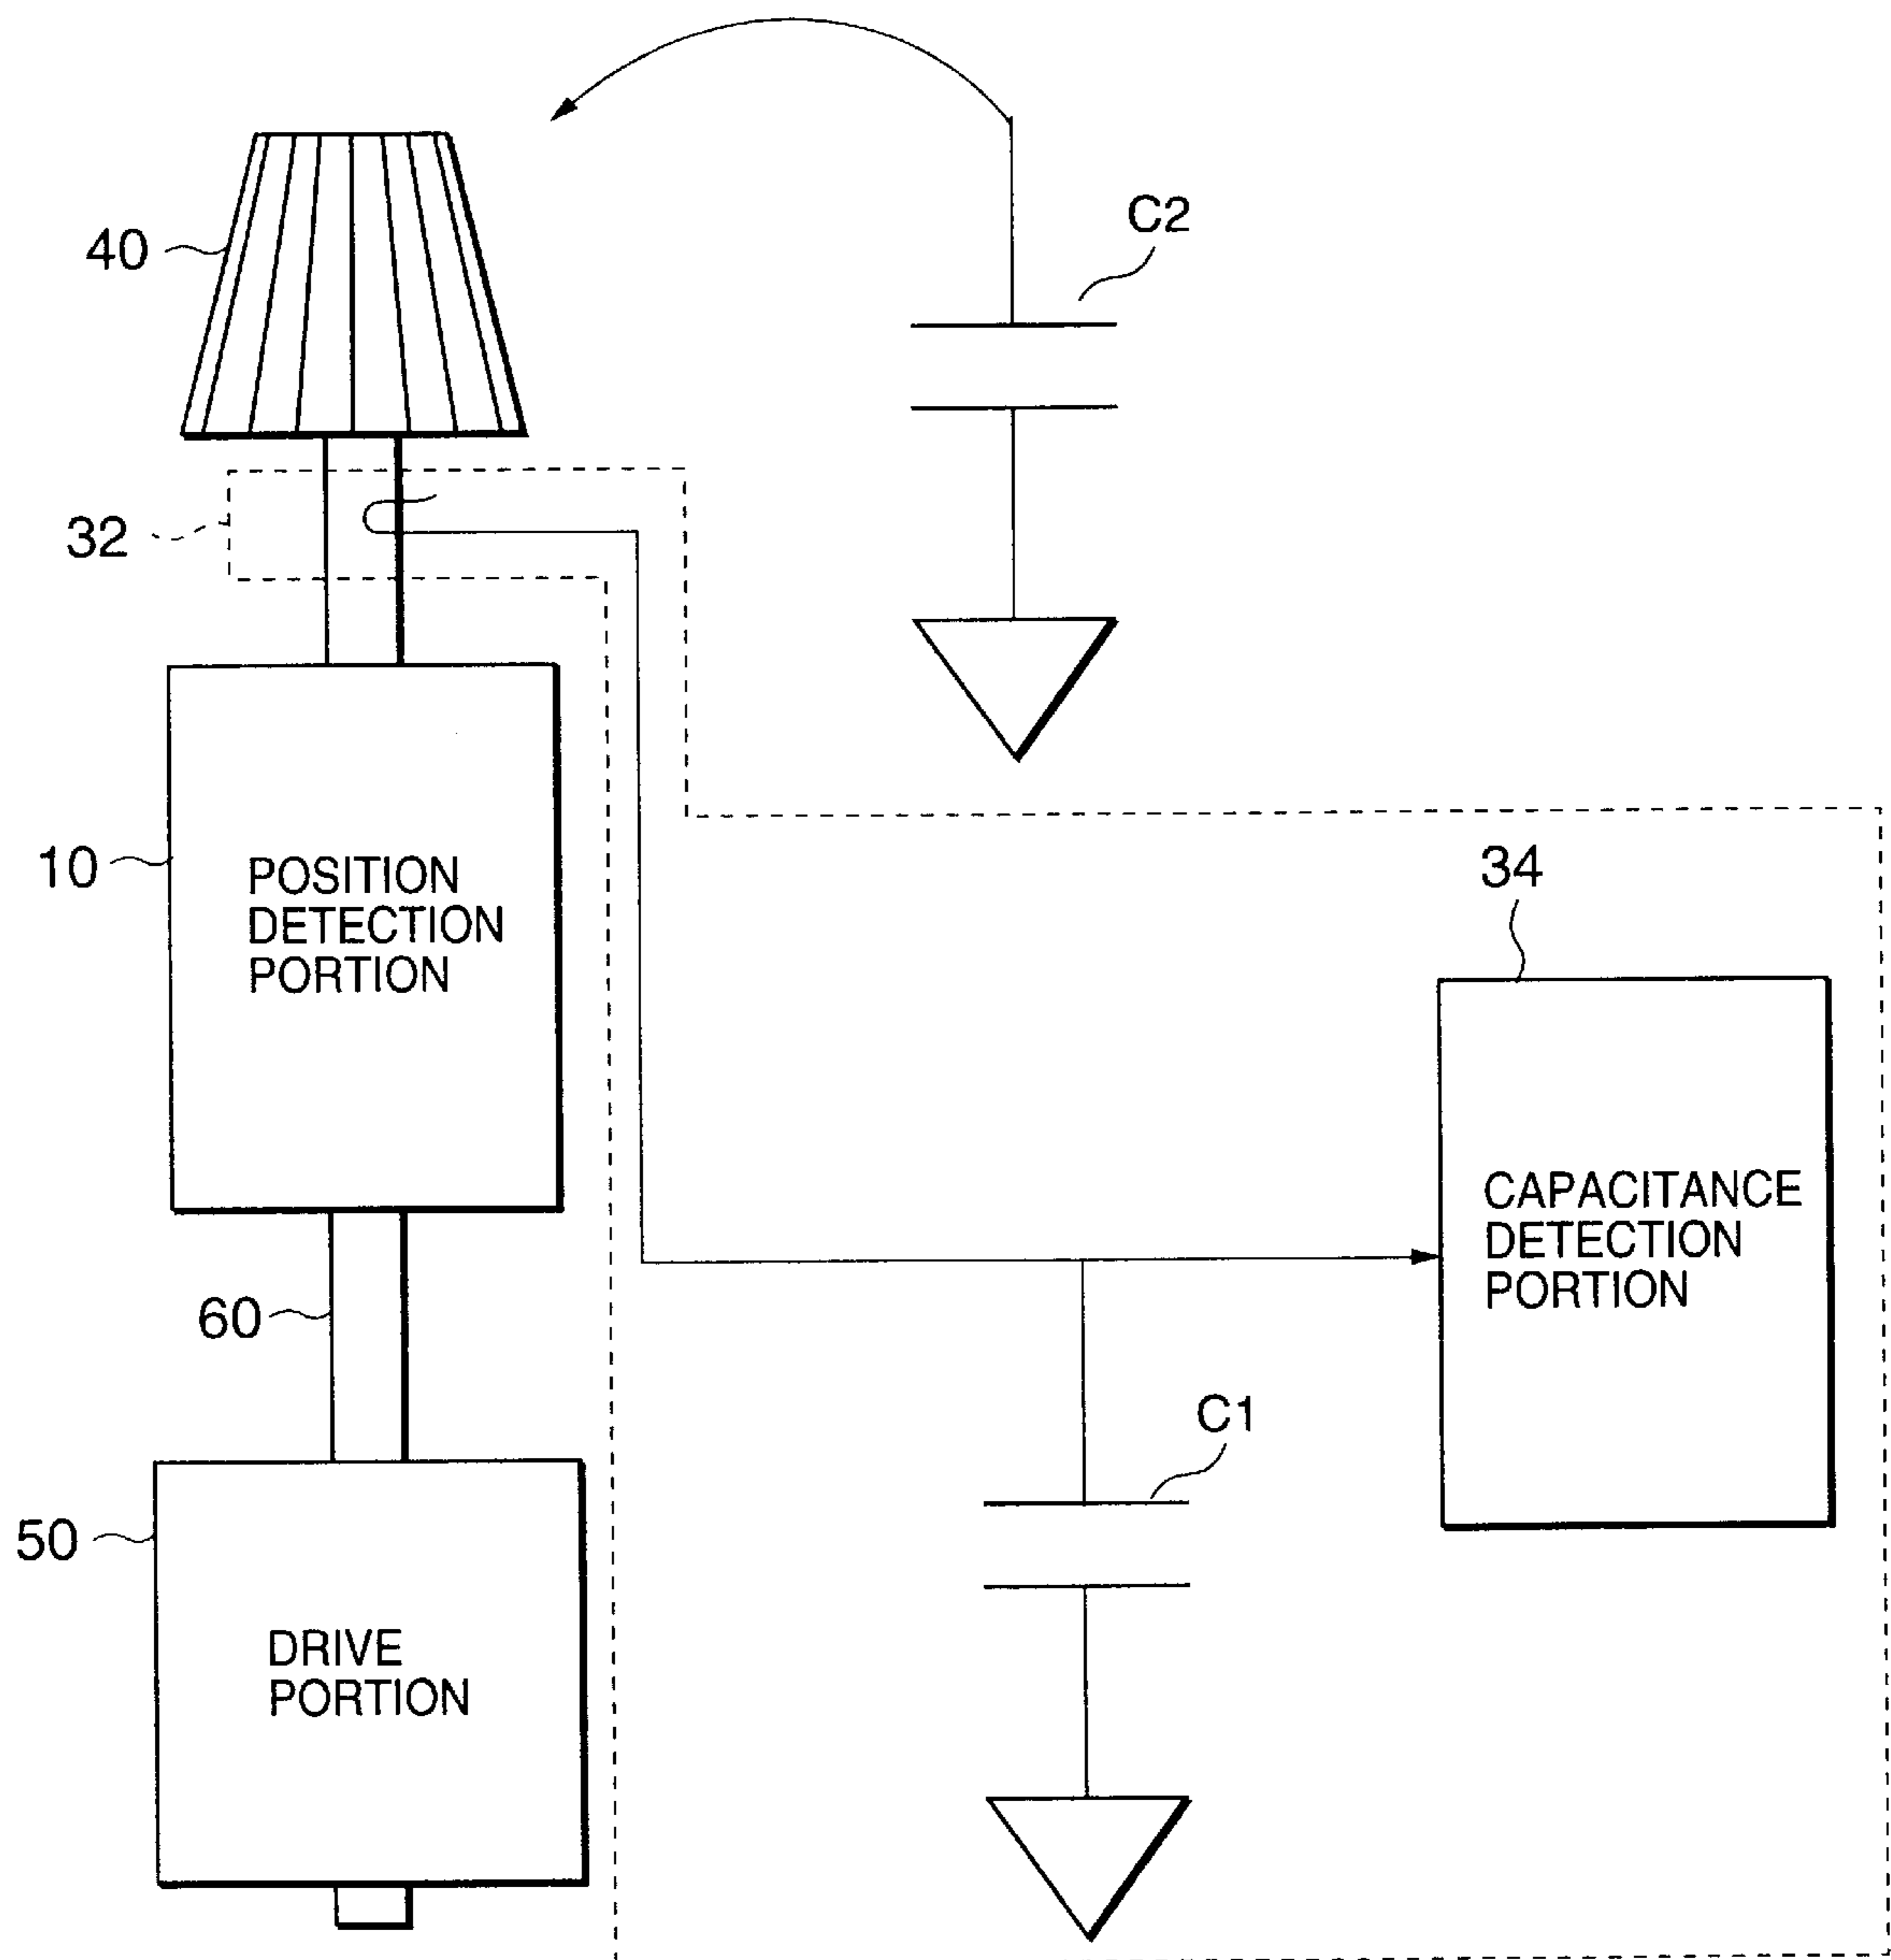 C2
40
32
10
POSITION
DETECTION
PORTION
34
CAPACITANCE
DETECTION
PORTION
60
C1
50
DRIVE
PORTION